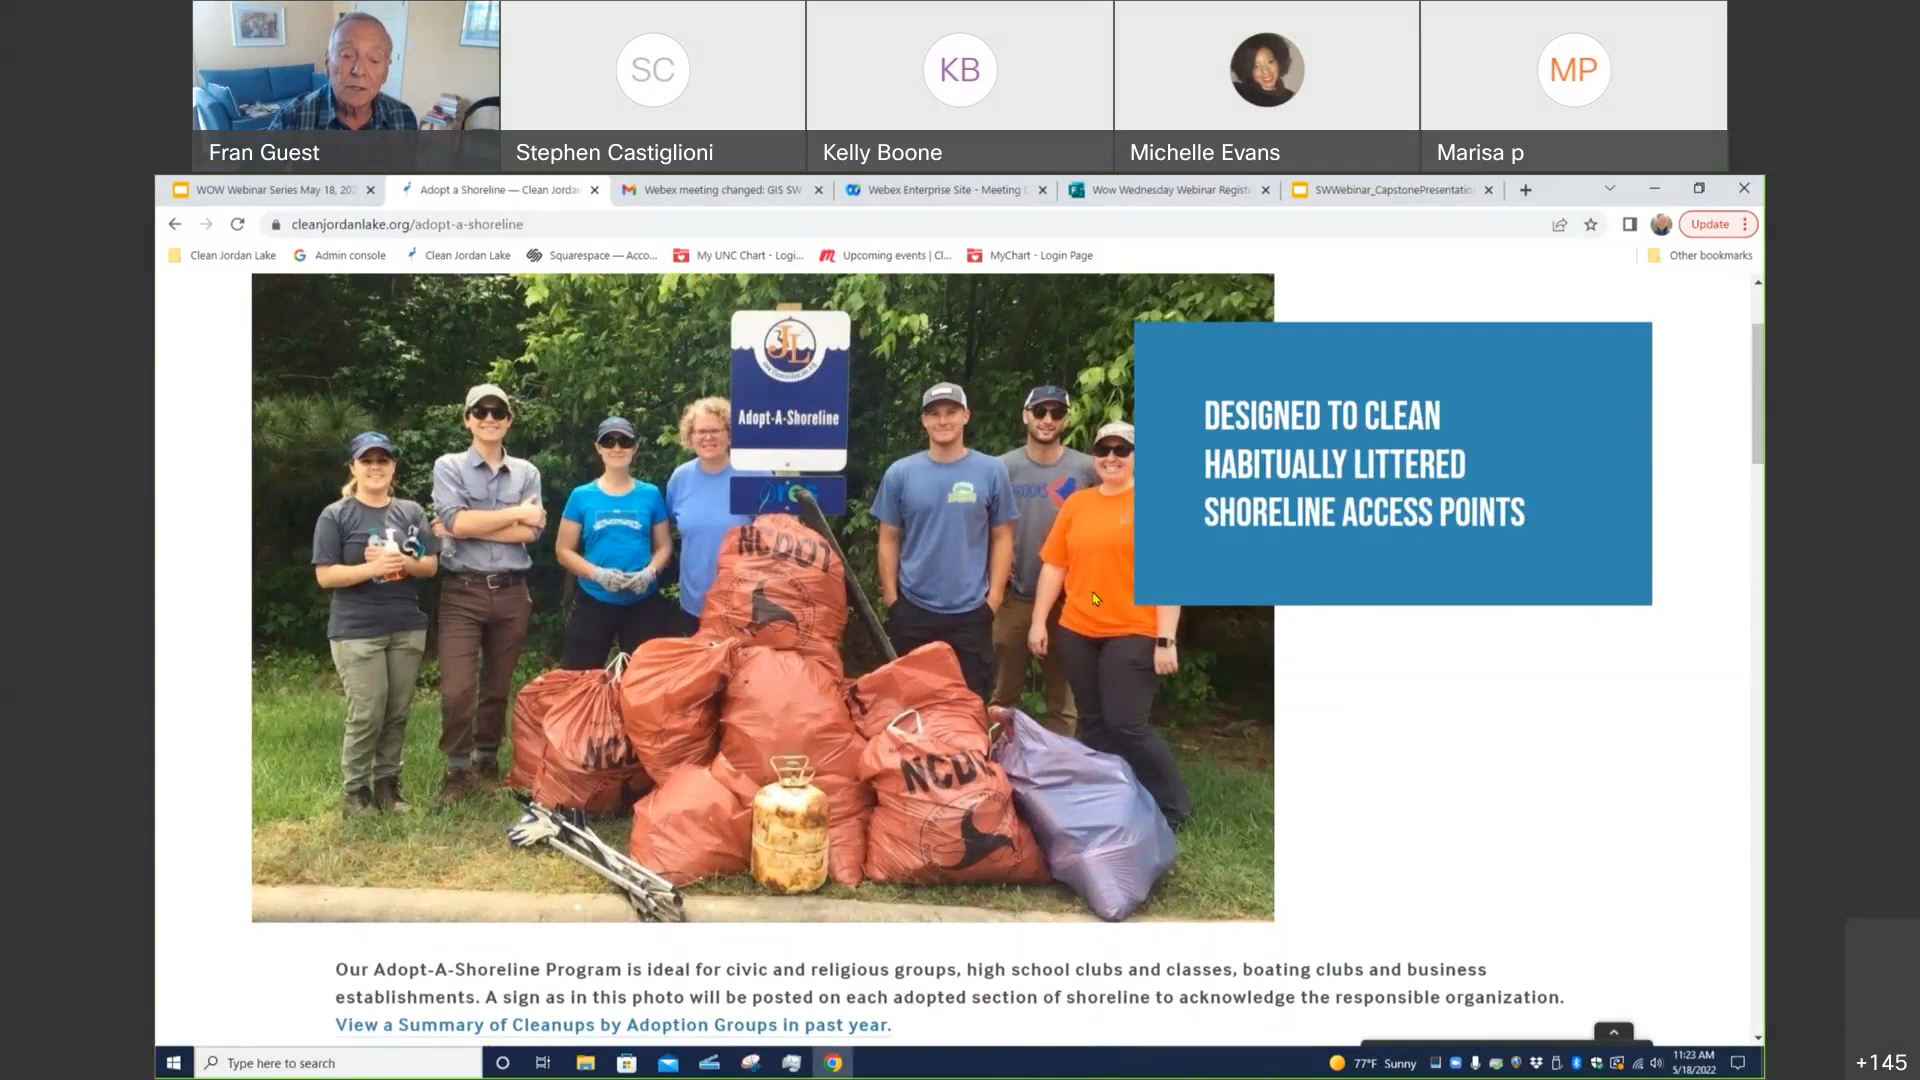 SC
KB
MP
Fran Guest
Stephen Castiglioni
Kelly Boone
Michelle Evans
Marisa p
WOW Webinar Series May 18, 202
Adopt a Shoreline — Clean Jordan
Webex meeting changed: GIS SW
Webex Enterprise Site - Meeting
Wow Wednesday Webinar Regist
SWWebinar_CapstonePresentatio
cleanjordanlake.org/adopt-a-shoreline
Update
Clean Jordan Lake
Admin console
Clean Jordan Lake
Squarespace — Acco...
My UNC Chart - Logi...
Upcoming events | Cl...
MyChart - Login Page
Other bookmarks
JL
Adopt-A-Shoreline
NCDOT
NCD
NCDO
DESIGNED TO CLEAN
HABITUALLY LITTERED
SHORELINE ACCESS POINTS
Our Adopt-A-Shoreline Program is ideal for civic and religious groups, high school clubs and classes, boating clubs and business
establishments. A sign as in this photo will be posted on each adopted section of shoreline to acknowledge the responsible organization.
View a Summary of Cleanups by Adoption Groups in past year.
Type here to search
77°F Sunny
11:23 AM
5/18/2022
+145